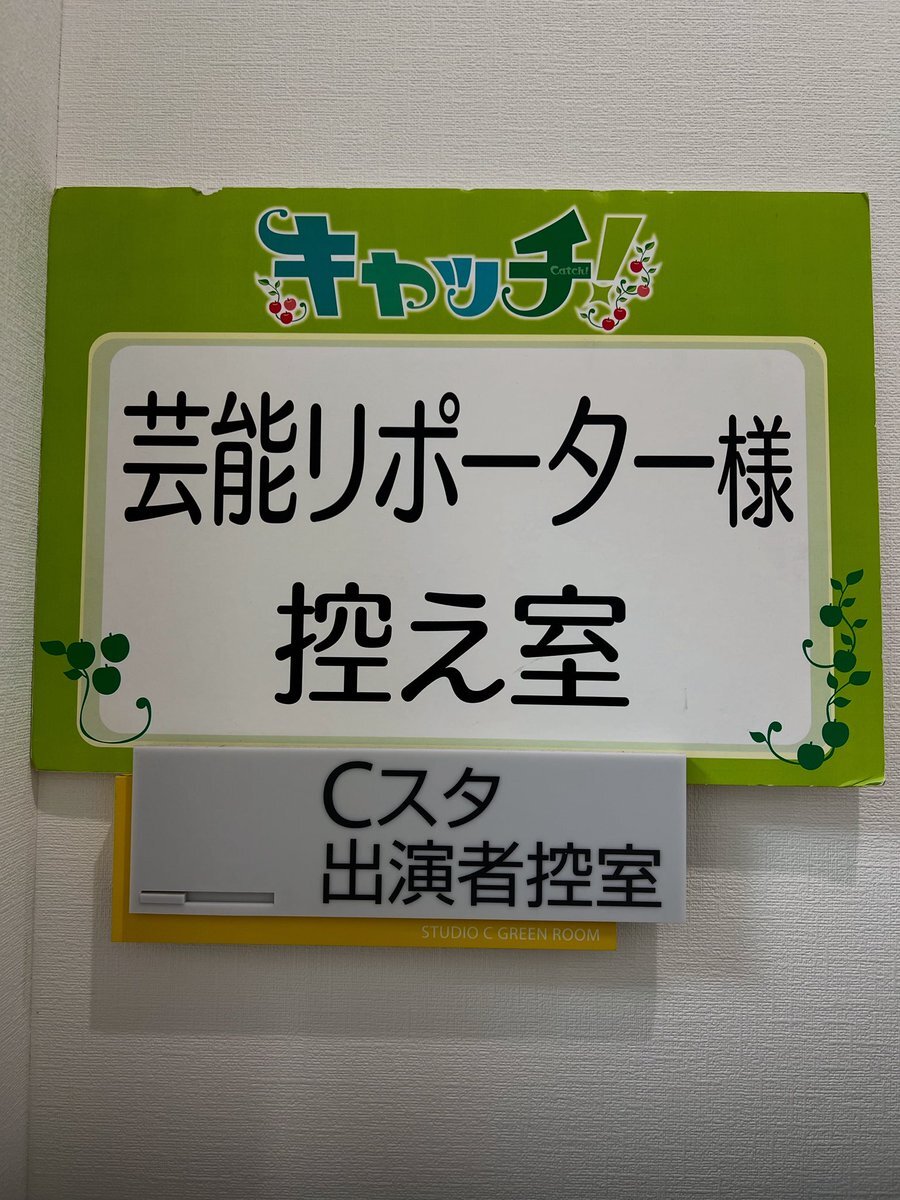 キャッチ!
Catch!
芸能リポーター様
控え室
Cスタ
出演者控室
STUDIO C GREEN ROOM